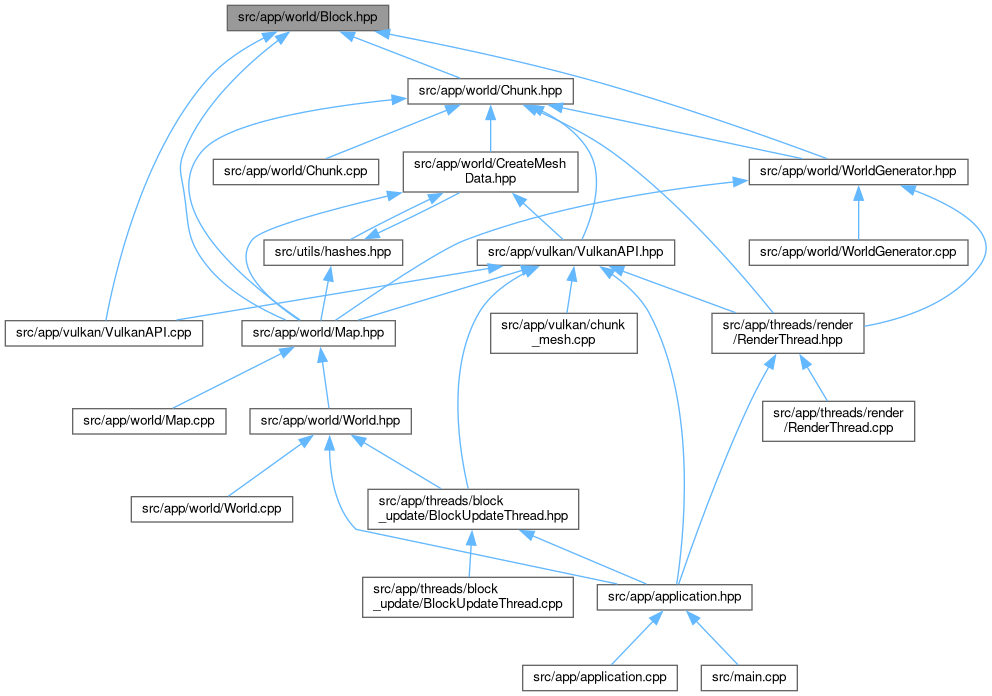 src/app/world/Block.hpp
src/app/world/Chunk.hpp
src/app/world/Chunk.cpp
src/app/world/CreateMesh
Data.hpp
src/app/world/WorldGenerator.hpp
src/utils/hashes.hpp
src/app/vulkan/VulkanAPI.hpp
src/app/world/WorldGenerator.cpp
src/app/vulkan/VulkanAPI.cpp
src/app/world/Map.hpp
src/app/vulkan/chunk
_mesh.cpp
src/app/threads/render
/RenderThread.hpp
src/app/world/Map.cpp
src/app/world/World.hpp
src/app/threads/render
/RenderThread.cpp
src/app/world/World.cpp
src/app/threads/block
_update/BlockUpdateThread.hpp
src/app/threads/block
_update/BlockUpdateThread.cpp
src/app/application.hpp
src/app/application.cpp
src/main.cpp